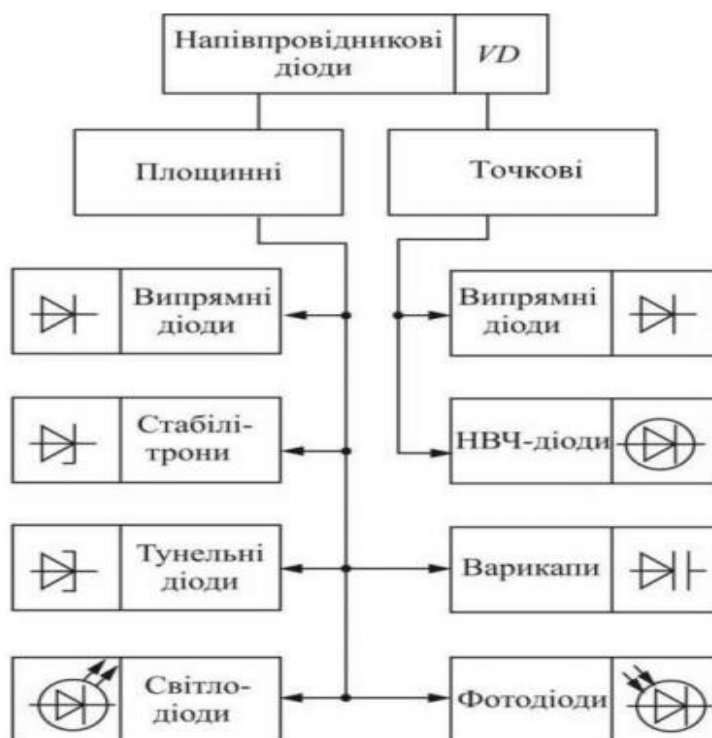 Напівпровідникові
діоди
VD
Площинні
Точкові
Випрямні
діоди
Випрямні
діоди
Стабілі-
трони
НВЧ-діоди
Тунельні
діоди
Варикапи
Світло-
діоди
Фотодіоди